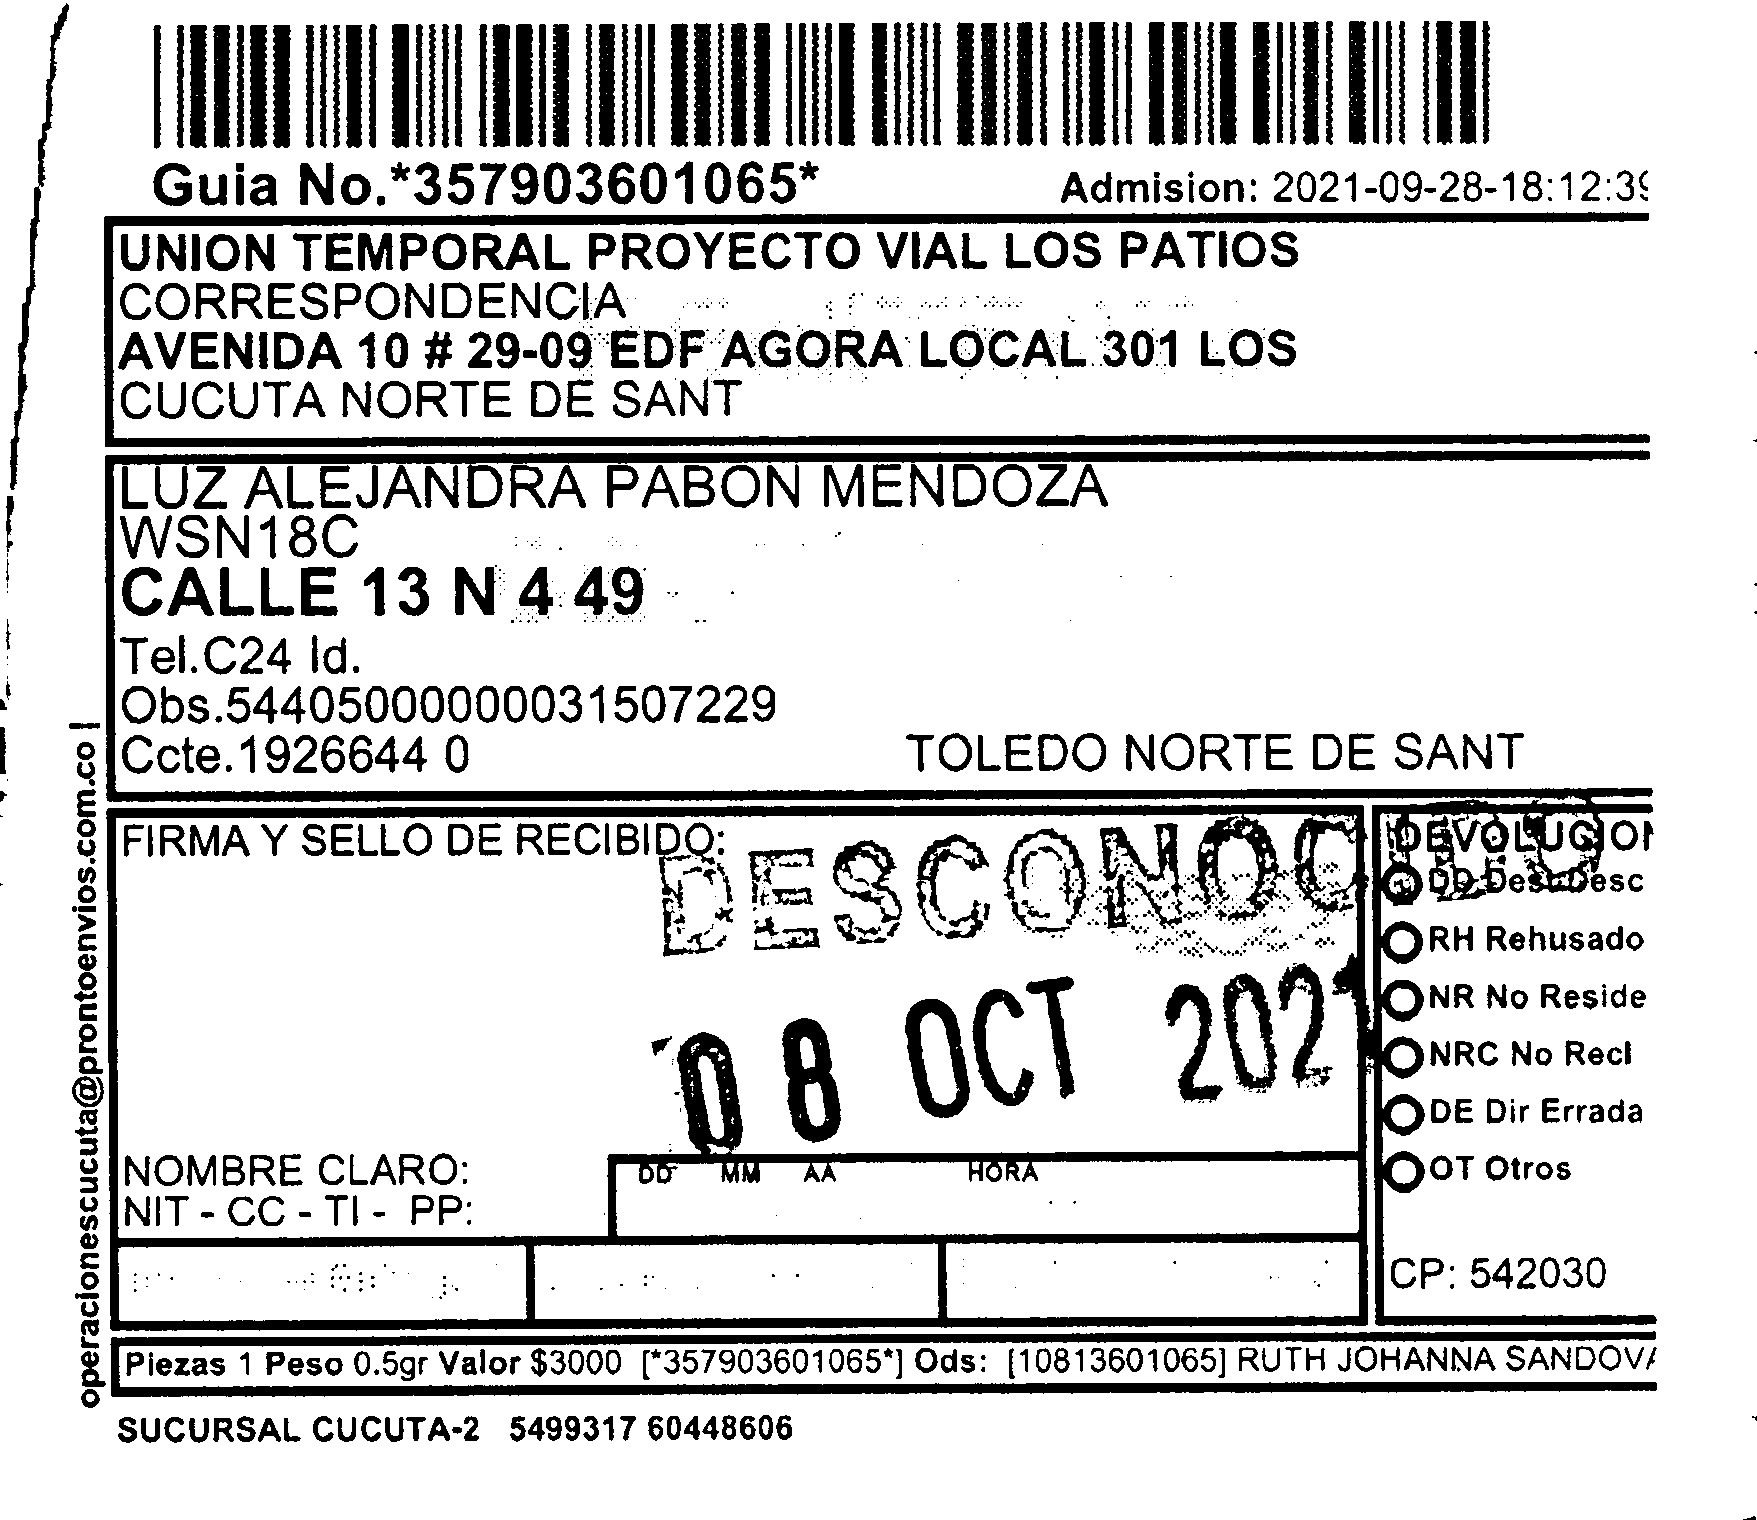 Guia No.*357903601065*
Admision: 2021-09-28-18:12:39
UNION TEMPORAL PROYECTO VIAL LOS PATIOS
CORRESPONDENCIA
AVENIDA 10 # 29-09 EDF AGORA LOCAL 301 LOS
CUCUTA NORTE DE SANT
LUZ ALEJANDRA PABON MENDOZA
WSN18C
CALLE 13 N 4 49
Tel.C24 Id.
Obs.544050000000031507229
Ccte.1926644 0
TOLEDO NORTE DE SANT
FIRMA Y SELLO DE RECIBIDO:
DESCONOCIDO
08 OCT 2021
DEVOLUCION
DD Dest.Desc
RH Rehusado
NR No Reside
NRC No Recl
DE Dir Errada
OT Otros
NOMBRE CLARO:
NIT - CC - TI - PP:
DD MM AA HORA
CP: 542030
Piezas 1 Peso 0.5gr Valor $3000 [*357903601065*] Ods: [10813601065] RUTH JOHANNA SANDOVA
SUCURSAL CUCUTA-2 5499317 60448606
operacionescucuta@prontoenvios.com.co |